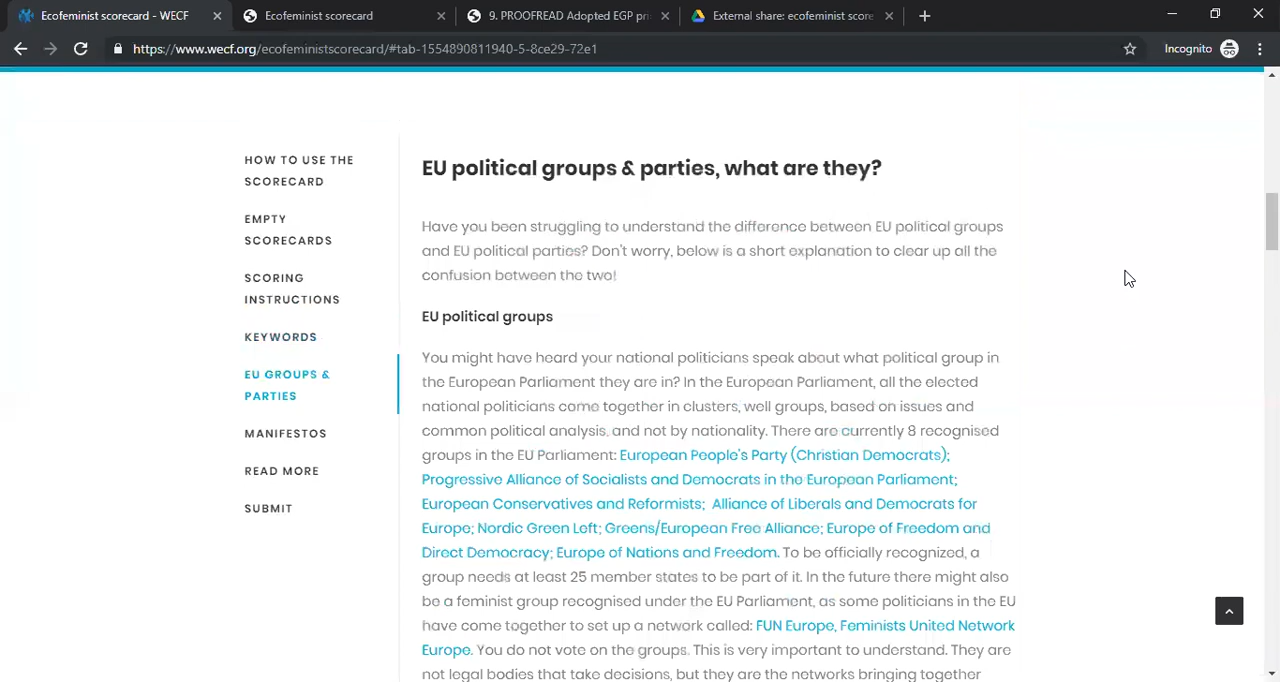 Ecofeminist scorecard - WECF
Ecofeminist scorecard
9. PROOFREAD Adopted EGP pri
External share: ecofeminist score
https://www.wecf.org/ecofeministscorecard/#tab-1554890811940-5-8ce29-72e1
Incognito
HOW TO USE THE
SCORECARD
EMPTY
SCORECARDS
SCORING
INSTRUCTIONS
KEYWORDS
EU GROUPS &
PARTIES
MANIFESTOS
READ MORE
SUBMIT
EU political groups & parties, what are they?
Have you been struggling to understand the difference between EU political groups
and EU political parties? Don't worry, below is a short explanation to clear up all the
confusion between the two!
EU political groups
You might have heard your national politicians speak about what political group in
the European Parliament they are in? In the European Parliament, all the elected
national politicians come together in clusters, well groups, based on issues and
common political analysis, and not by nationality. There are currently 8 recognised
groups in the EU Parliament: European People's Party (Christian Democrats);
Progressive Alliance of Socialists and Democrats in the European Parliament;
European Conservatives and Reformists; Alliance of Liberals and Democrats for
Europe; Nordic Green Left; Greens/European Free Alliance; Europe of Freedom and
Direct Democracy; Europe of Nations and Freedom. To be officially recognized, a
group needs at least 25 member states to be part of it. In the future there might also
be a feminist group recognised under the EU Parliament, as some politicians in the EU
have come together to set up a network called: FUN Europe, Feminists United Network
Europe. You do not vote on the groups. This is very important to understand. They are
not legal bodies that take decisions, but they are the networks bringing together